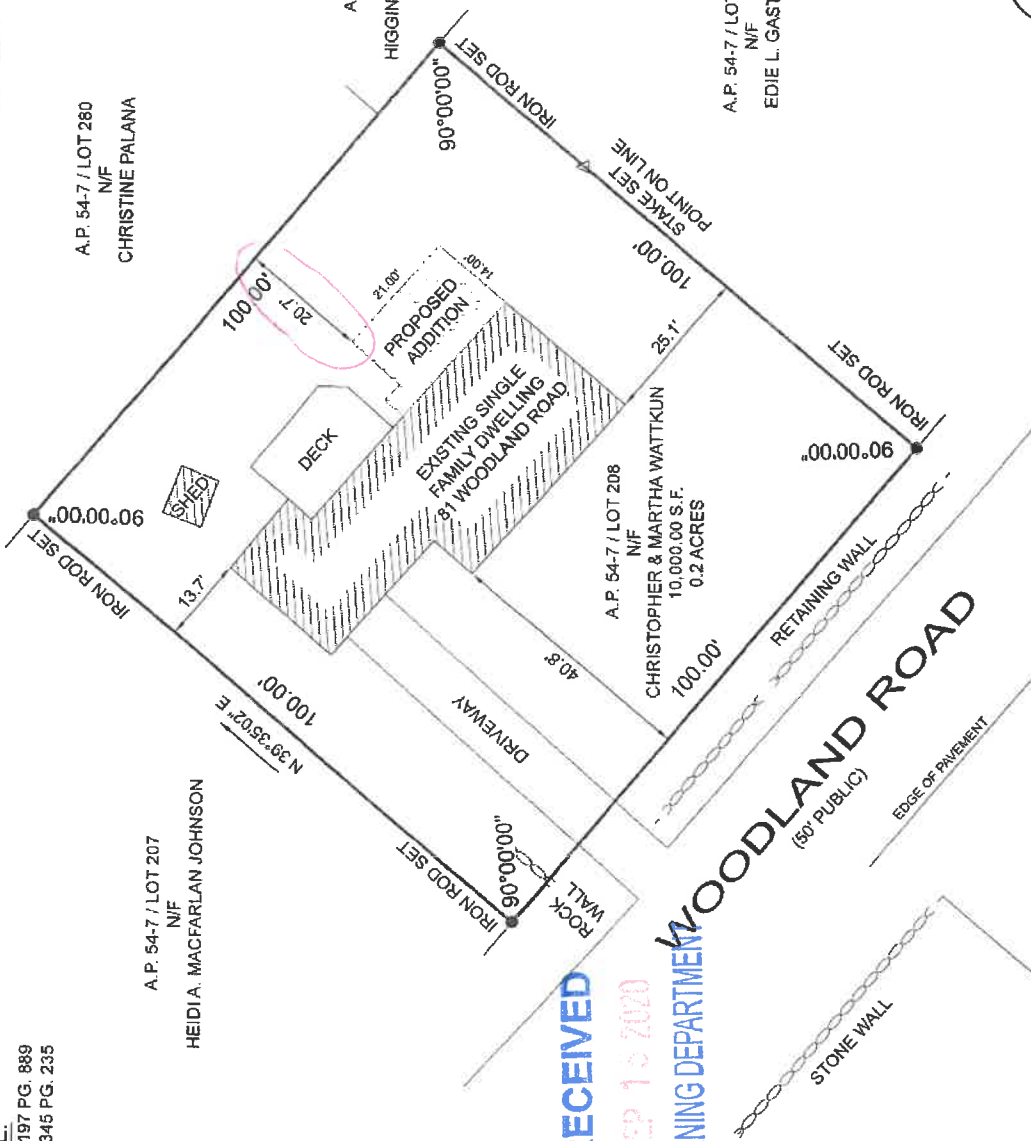 197 PG. 889
345 PG. 235
A.P. 54-7 / LOT 280
N/F
CHRISTINE PALANA
HIGGIN
A.P. 54-7 / LOT 207
N/F
HEIDI A. MACFARLAN JOHNSON
A.P. 54-7 / LO
N/F
EDIE L. GAST
IRON ROD SET
90°00'00"
IRON ROD SET
90°00'00"
100.00'
20.7'
21.00'
14.00'
PROPOSED
ADDITION
DECK
SHED
EXISTING SINGLE
FAMILY DWELLING
81 WOODLAND ROAD
STAKE SET
POINT ON LINE
100.00'
25.1'
13.7'
N 39°35'02" E
100.00'
40.8'
DRIVEWAY
A.P. 54-7 / LOT 208
N/F
CHRISTOPHER & MARTHA WATTKUN
10,000.00 S.F.
0.2 ACRES
100.00'
IRON ROD SET
90°00'00"
IRON ROD SET
90°00'00"
ROCK
WALL
RETAINING WALL
WOODLAND ROAD
(50' PUBLIC)
EDGE OF PAVEMENT
STONE WALL
ECEIVED
2020
NING DEPARTMENT